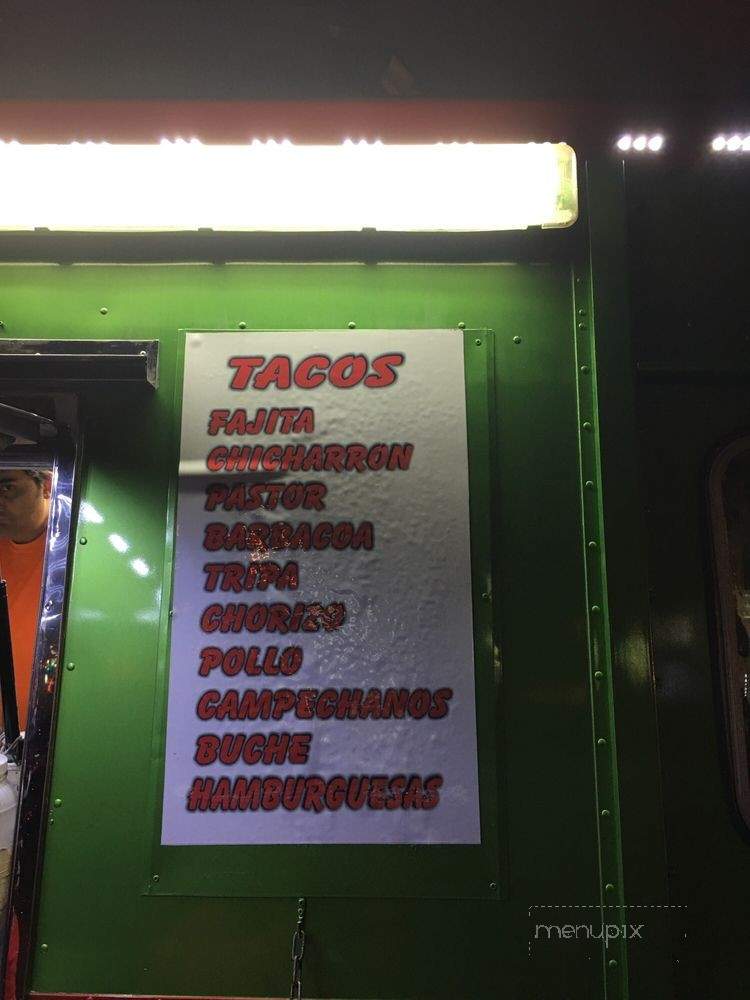 TACOS
FAJITA
CHICHARRON
PASTOR
BARBACOA
TRIPA
CHORIZO
POLLO
CAMPECHANOS
BUCHE
HAMBURGUESAS
menupix